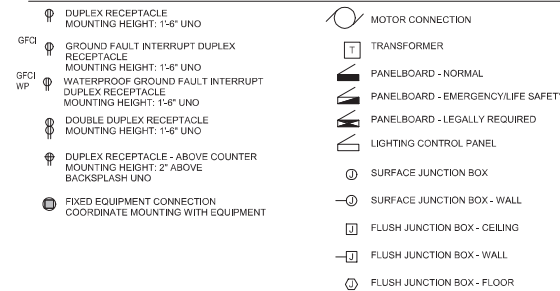 DUPLEX RECEPTACLE
MOUNTING HEIGHT: 1'-6" UNO
GFCI
GROUND FAULT INTERRUPT DUPLEX
RECEPTACLE
MOUNTING HEIGHT: 1'-6" UNO
GFCI
WP
WATERPROOF GROUND FAULT INTERRUPT
DUPLEX RECEPTACLE
MOUNTING HEIGHT: 1'-6" UNO
DOUBLE DUPLEX RECEPTACLE
MOUNTING HEIGHT: 1'-6" UNO
DUPLEX RECEPTACLE - ABOVE COUNTER
MOUNTING HEIGHT: 2" ABOVE
BACKSPLASH UNO
FIXED EQUIPMENT CONNECTION
COORDINATE MOUNTING WITH EQUIPMENT
MOTOR CONNECTION
T TRANSFORMER
PANELBOARD - NORMAL
PANELBOARD - EMERGENCY/LIFE SAFETY
PANELBOARD - LEGALLY REQUIRED
LIGHTING CONTROL PANEL
J SURFACE JUNCTION BOX
J SURFACE JUNCTION BOX - WALL
J FLUSH JUNCTION BOX - CEILING
J FLUSH JUNCTION BOX - WALL
J FLUSH JUNCTION BOX - FLOOR